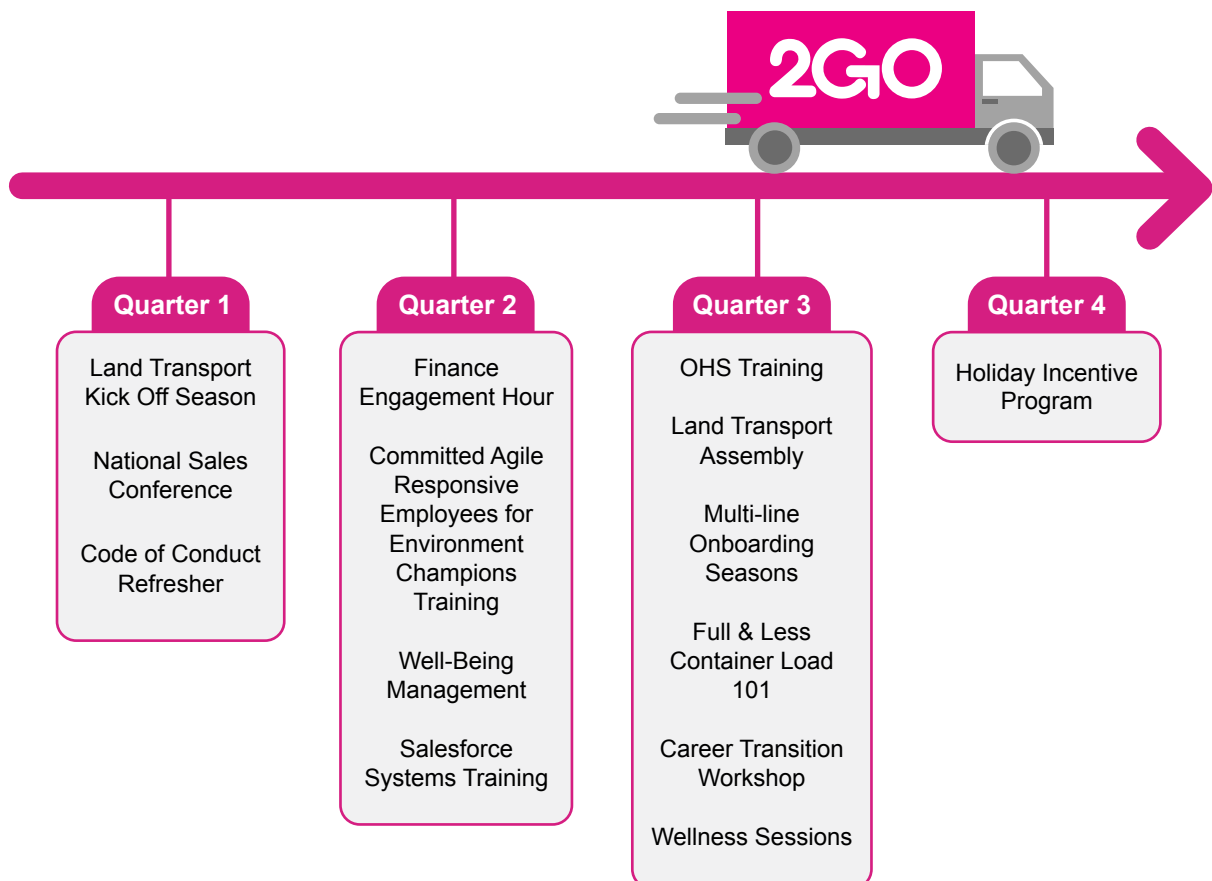 2GO
Quarter 1
Land Transport
Kick Off Season
National Sales
Conference
Code of Conduct
Refresher
Quarter 2
Finance
Engagement Hour
Committed Agile
Responsive
Employees for
Environment
Champions
Training
Well-Being
Management
Salesforce
Systems Training
Quarter 3
OHS Training
Land Transport
Assembly
Multi-line
Onboarding
Seasons
Full & Less
Container Load
101
Career Transition
Workshop
Wellness Sessions
Quarter 4
Holiday Incentive
Program